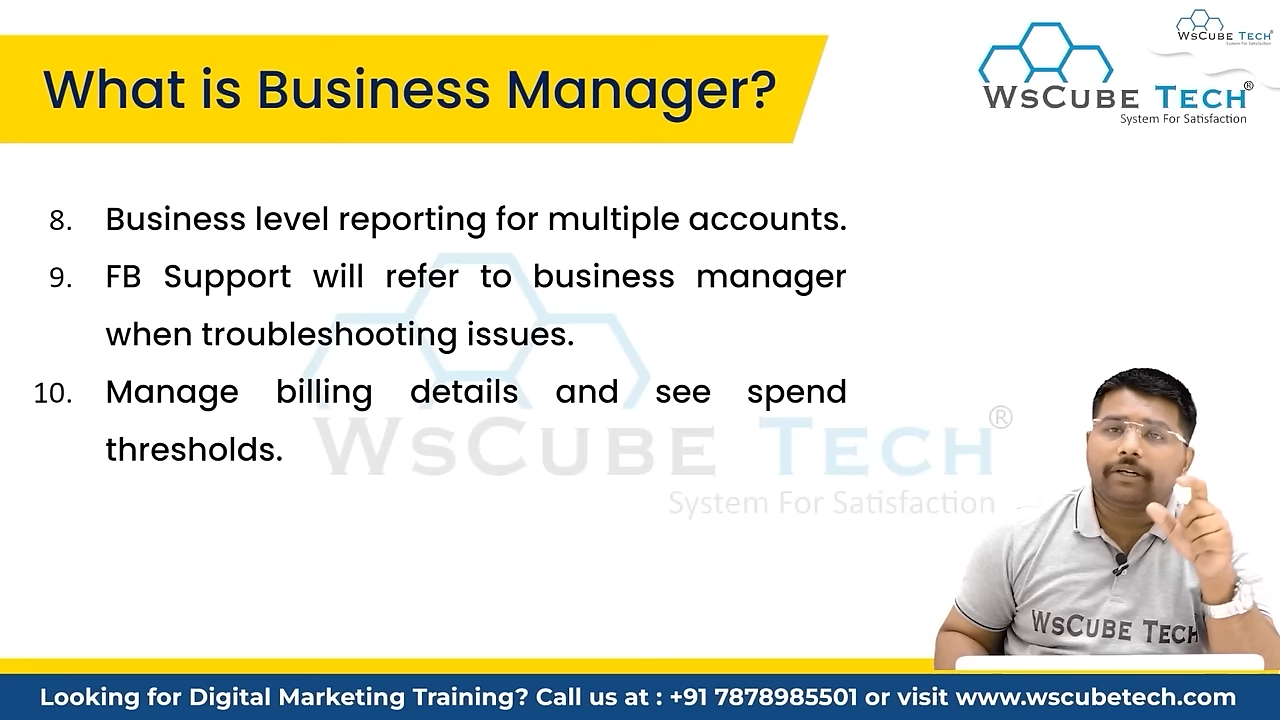 WSCUBE TECH®
System For Satisfaction
What is Business Manager?
WSCUBE TECH®
System For Satisfaction
8. Business level reporting for multiple accounts.
9. FB Support will refer to business manager
when troubleshooting issues.
10. Manage billing details and see spend
thresholds.
WSCUBE TECH®
System For Satisfaction
WSCUBE TECH
Looking for Digital Marketing Training? Call us at : +91 7878985501 or visit www.wscubetech.com